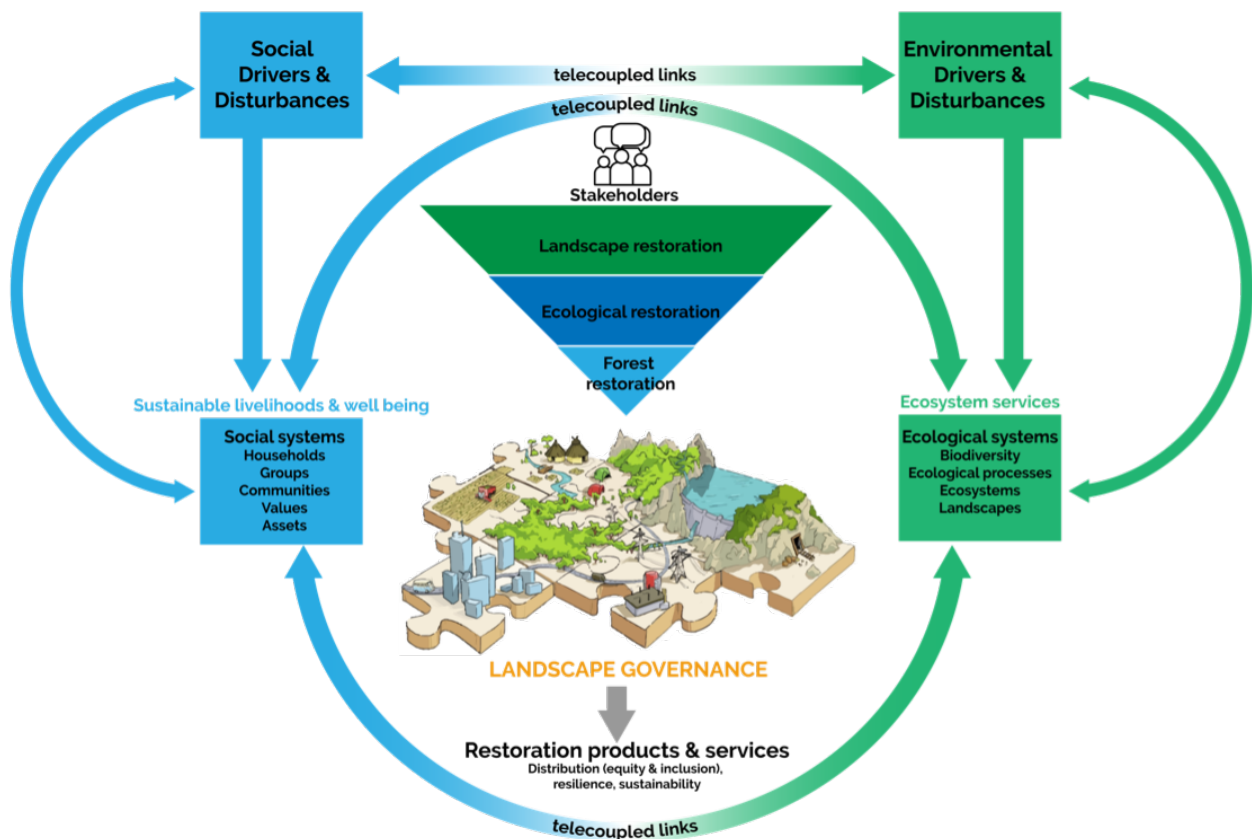 Social
Drivers &
Disturbances
telecoupled links
Environmental
Drivers &
Disturbances
telecoupled links
Stakeholders
Landscape restoration
Ecological restoration
Forest
restoration
Sustainable livelihoods & well being
Social systems
Households
Groups
Communities
Values
Assets
Ecosystem services
Ecological systems
Biodiversity
Ecological processes
Ecosystems
Landscapes
LANDSCAPE GOVERNANCE
Restoration products & services
Distribution (equity & inclusion),
resilience, sustainability
telecoupled links